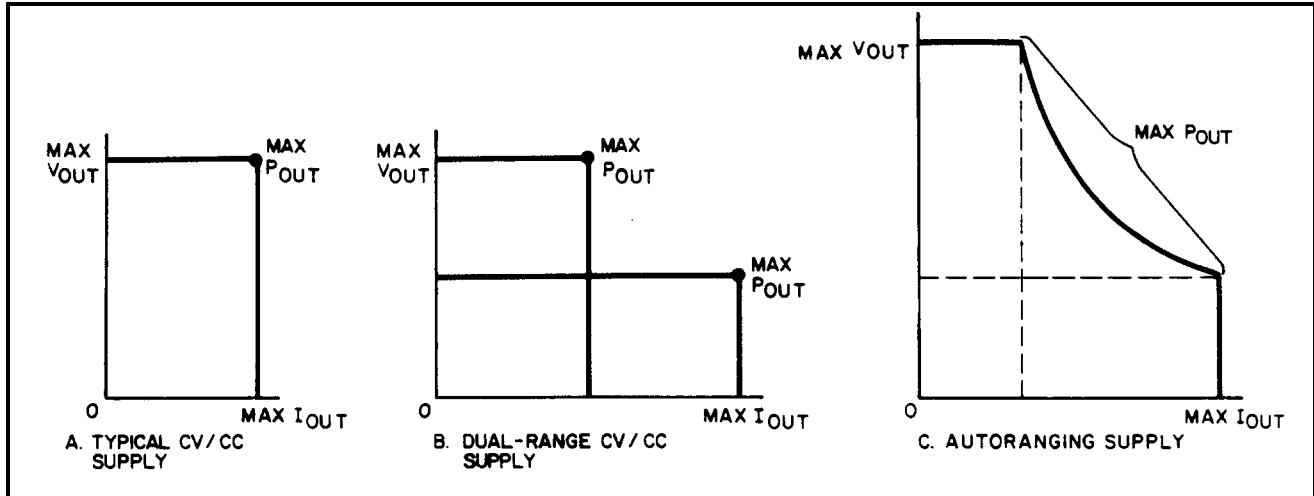 MAX
VOUT
MAX
POUT
0
MAX IOUT
A. TYPICAL CV/CC
SUPPLY
MAX
VOUT
MAX
POUT
MAX
POUT
0
MAX IOUT
B. DUAL-RANGE CV/CC
SUPPLY
MAX VOUT
MAX POUT
0
MAX IOUT
C. AUTORANGING SUPPLY